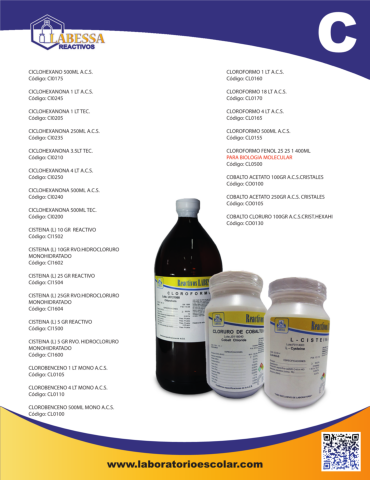 LABESSA
REACTIVOS
C
CICLOHEXANO 500ML A.C.S.
Código: CI0175
CICLOHEXANONA 1 LT A.C.S.
Código: CI0245
CICLOHEXANONA 1 LT TEC.
Código: CI0205
CICLOHEXANONA 250ML A.C.S.
Código: CI0235
CICLOHEXANONA 3.5LT TEC.
Código: CI0210
CICLOHEXANONA 4 LT A.C.S.
Código: CI0250
CICLOHEXANONA 500ML A.C.S.
Código: CI0240
CICLOHEXANONA 500ML TEC.
Código: CI0200
CISTEINA (L) 10 GR REACTIVO
Código: CI1502
CISTEINA (L) 10GR RVO.HIDROCLORURO
MONOHIDRATADO
Código: CI1602
CISTEINA (L) 25 GR REACTIVO
Código: CI1504
CISTEINA (L) 25GR RVO.HIDROCLORURO
MONOHIDRATADO
Código: CI1604
CISTEINA (L) 5 GR REACTIVO
Código: CI1500
CISTEINA (L) 5 GR RVO. HIDROCLORURO
MONOHIDRATADO
Código: CI1600
CLOROBENCENO 1 LT MONO A.C.S.
Código: CL0105
CLOROBENCENO 4 LT MONO A.C.S.
Código: CL0110
CLOROBENCENO 500ML MONO A.C.S.
Código: CL0100
CLOROFORMO 1 LT A.C.S.
Código: CL0160
CLOROFORMO 18 LT A.C.S.
Código: CL0170
CLOROFORMO 4 LT A.C.S.
Código: CL0165
CLOROFORMO 500ML A.C.S.
Código: CL0155
CLOROFORMO FENOL 25 25 1 400ML
PARA BIOLOGIA MOLECULAR
Código: CL0500
COBALTO ACETATO 100GR A.C.S.CRISTALES
Código: CO0100
COBALTO ACETATO 250GR A.C.S. CRISTALES
Código: CO0105
COBALTO CLORURO 100GR A.C.S.CRIST.HEXAHI
Código: CO0130
CLOROFORM
CLORURO DE COBALTO
Cobalt Chloride
L-CISTEIN
L-Cysteine
www.laboratorioescolar.com